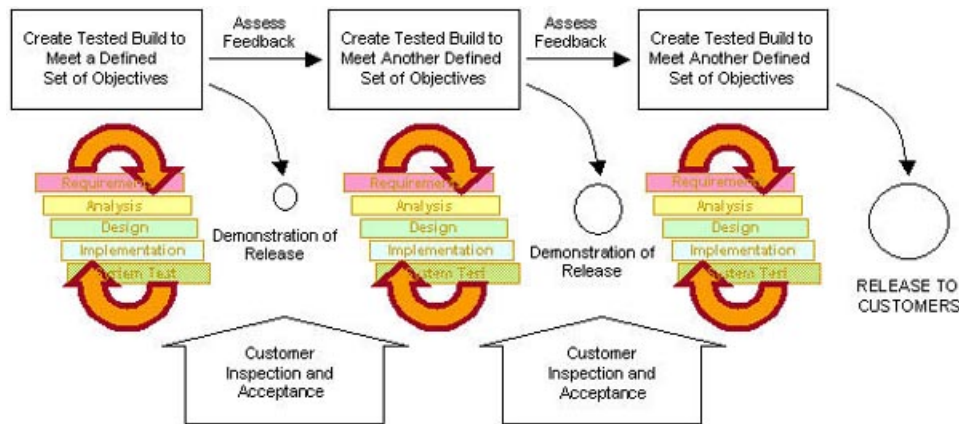 Create Tested Build to
Meet a Defined
Set of Objectives
Assess
Feedback
Create Tested Build to
Meet Another Defined
Set of Objectives
Assess
Feedback
Create Tested Build to
Meet Another Defined
Set of Objectives
Requirements
Analysis
Design
Implementation
System Test
Demonstration of
Release
Requirements
Analysis
Design
Implementation
System Test
Demonstration of
Release
Requirements
Analysis
Design
Implementation
System Test
RELEASE TO
CUSTOMERS
Customer
Inspection and
Acceptance
Customer
Inspection and
Acceptance